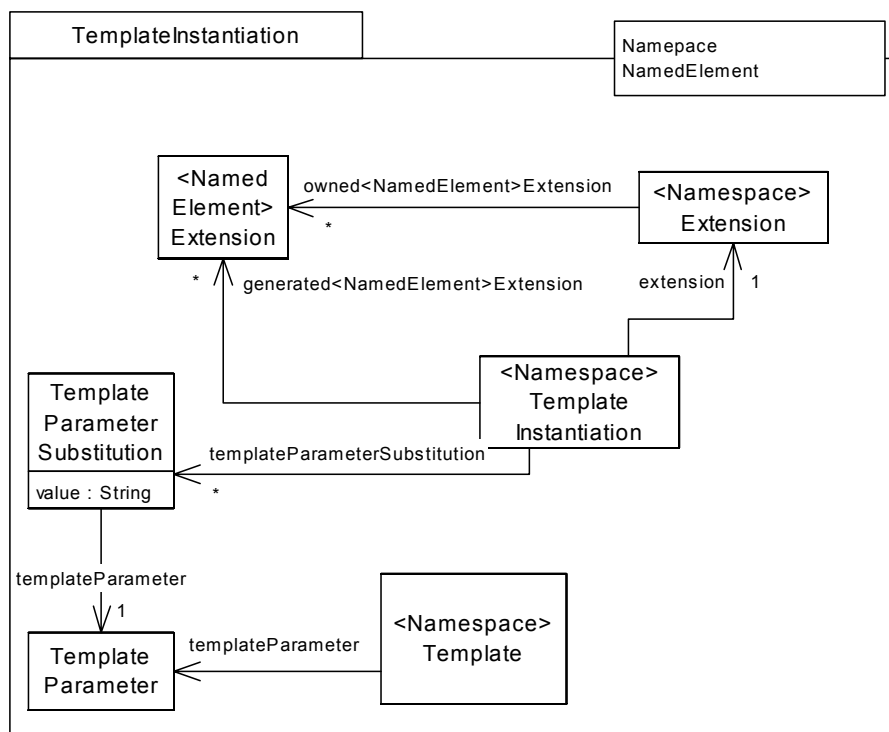 TemplateInstantiation
Namepace
NamedElement
<Named
Element>
Extension
owned<NamedElement>Extension
*
<Namespace>
Extension
*
generated<NamedElement>Extension
extension
1
<Namespace>
Template
Instantiation
Template
Parameter
Substitution
value : String
templateParameterSubstitution
*
templateParameter
1
Template
Parameter
templateParameter
<Namespace>
Template